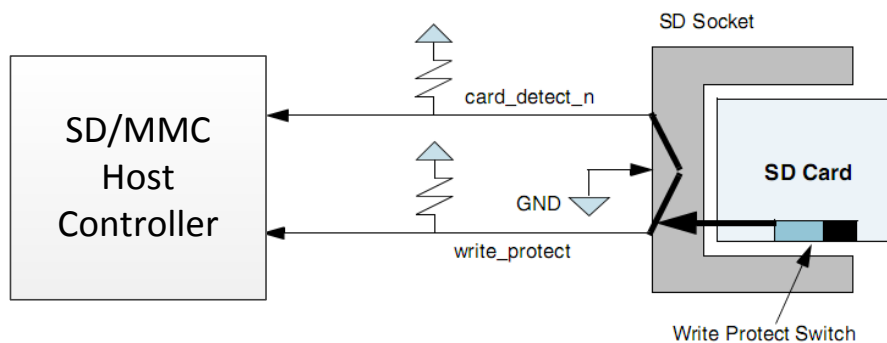 SD Socket
card_detect_n
SD/MMC
Host
Controller
SD Card
GND
write_protect
Write Protect Switch